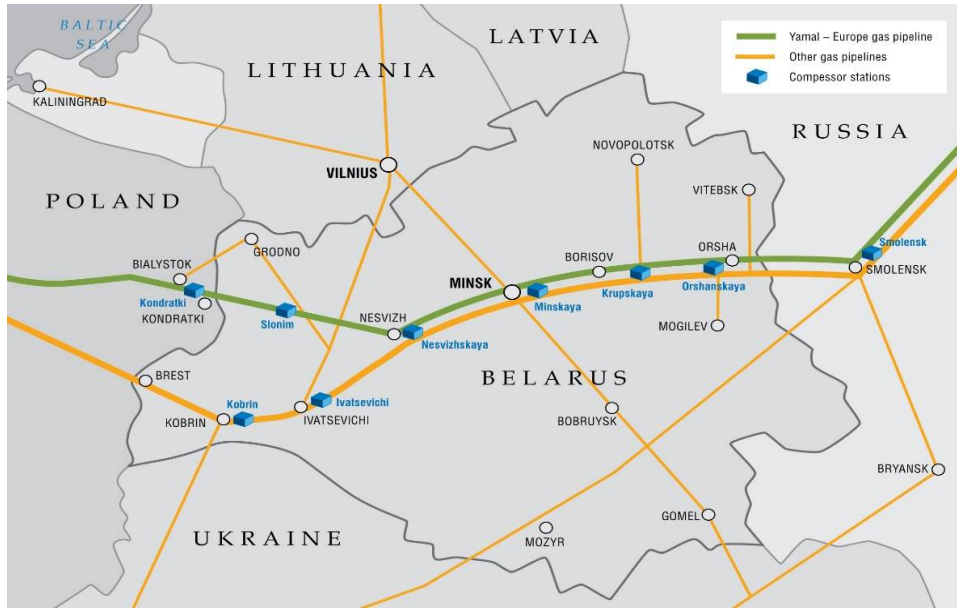 BALTIC
SEA
LATVIA
Yamal – Europe gas pipeline
Other gas pipelines
Compessor stations
LITHUANIA
KALININGRAD
RUSSIA
NOVOPOLOTSK
VILNIUS
VITEBSK
POLAND
GRODNO
BIALYSTOK
ORSHA
Smolensk
SMOLENSK
BORISOV
MINSK
Kondratki
KONDRATKI
Slonim
Minskaya
Krupskaya
Orshanskaya
NESVIZH
Nesvizhskaya
MOGILEV
BELARUS
BREST
Kobrin
KOBRIN
Ivatsevichi
IVATSEVICHI
BOBRUYSK
BRYANSK
UKRAINE
MOZYR
GOMEL